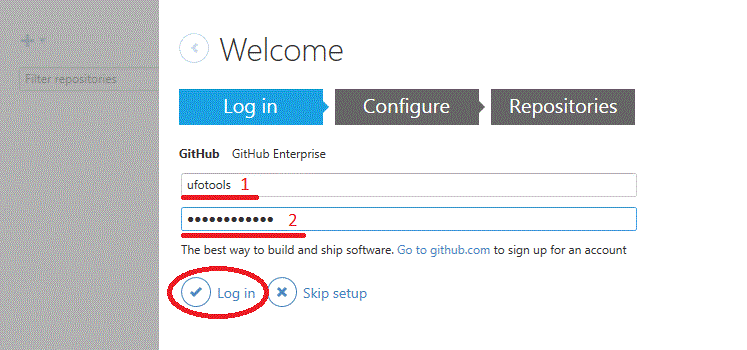 Welcome
Filter repositories
Log in Configure Repositories
GitHub GitHub Enterprise
ufotools 1
•••••••••••• 2
The best way to build and ship software. Go to github.com to sign up for an account
Log in Skip setup